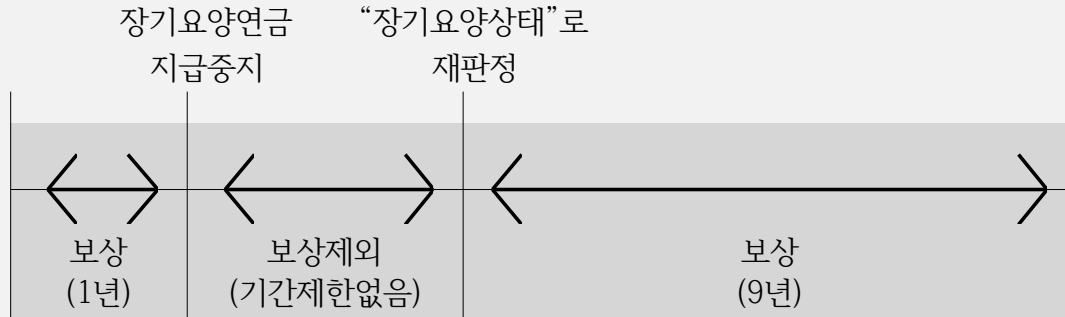 장기요양연금
지급중지
“장기요양상태”로
재판정
보상
(1년)
보상제외
(기간제한없음)
보상
(9년)